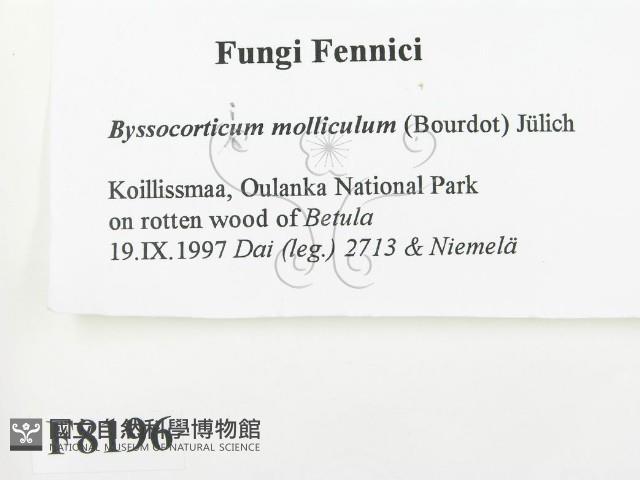 Fungi Fennici
Byssocorticum molliculum (Bourdot) Jülich
Koillissmaa, Oulanka National Park
on rotten wood of Betula
19.IX.1997 Dai (leg.) 2713 & Niemelä
國立自然科學博物館
NATIONAL MUSEUM OF NATURAL SCIENCE
F8196